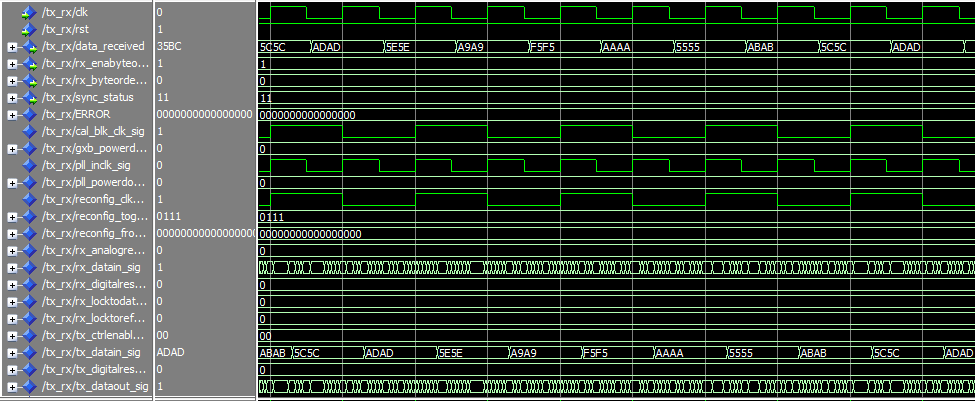 /tx_rx/clk 0
/tx_rx/rst 1
/tx_rx/data_received 35BC 5C5C ADAD 5E5E A9A9 F5F5 AAAA 5555 ABAB 5C5C ADAD
/tx_rx/rx_enabyteo... 1 1
/tx_rx/rx_byteorde... 0 0
/tx_rx/sync_status 11 11
/tx_rx/ERROR 0000000000000000 0000000000000000
/tx_rx/cal_blk_clk_sig 1
/tx_rx/gxb_powerd... 0 0
/tx_rx/pll_inclk_sig 0
/tx_rx/pll_powerdo... 0 0
/tx_rx/reconfig_clk... 1
/tx_rx/reconfig_tog... 0111 0111
/tx_rx/reconfig_fro... 00000000000000000
/tx_rx/rx_analogre... 0 0
/tx_rx/rx_datain_sig 1
/tx_rx/rx_digitalres... 0 0
/tx_rx/rx_locktodat... 0 0
/tx_rx/rx_locktoref... 0 0
/tx_rx/tx_ctrlenabl... 00 00
/tx_rx/tx_datain_sig ADAD ABAB 5C5C ADAD 5E5E A9A9 F5F5 AAAA 5555 ABAB 5C5C ADAD
/tx_rx/tx_digitalres... 0 0
/tx_rx/tx_dataout_sig 1